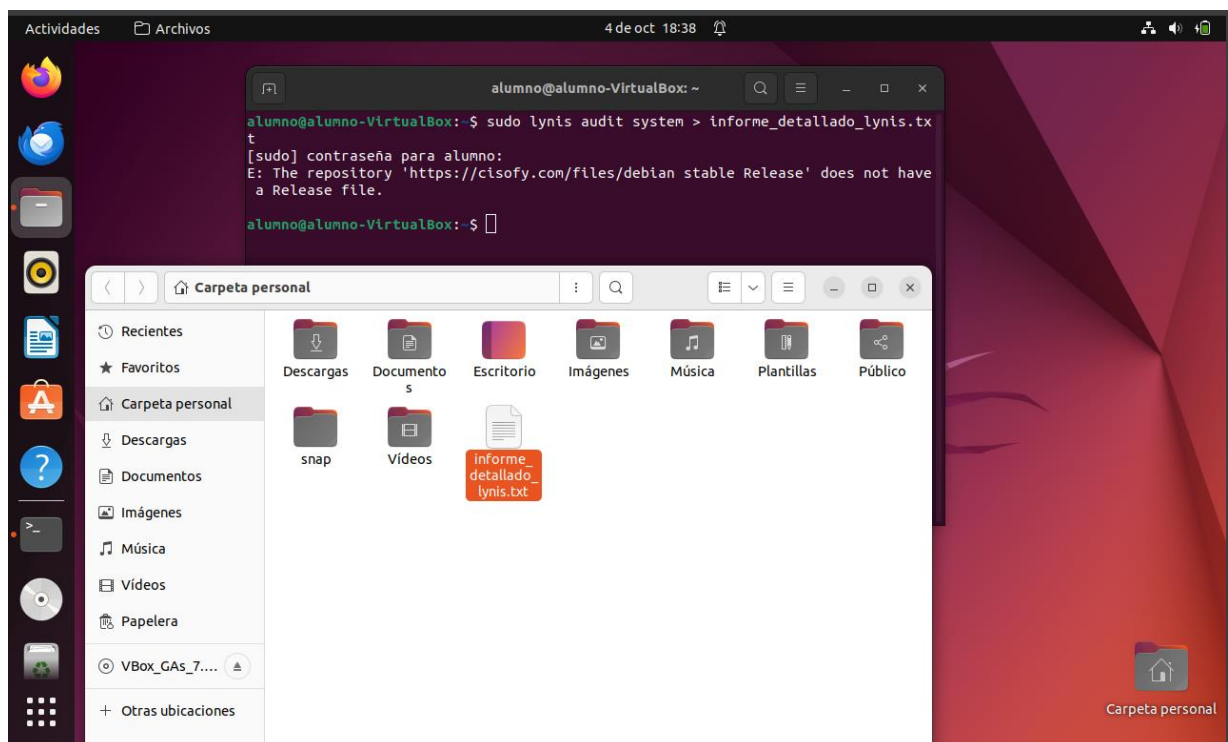 Actividades
Archivos
4 de oct 18:38
alumno@alumno-VirtualBox: ~
alumno@alumno-VirtualBox:~$ sudo lynis audit system > informe_detallado_lynis.tx
t
[sudo] contraseña para alumno:
E: The repository 'https://cisofy.com/files/debian stable Release' does not have
a Release file.
alumno@alumno-VirtualBox:~$
Carpeta personal
Recientes
Favoritos
Carpeta personal
Descargas
Documentos
Imágenes
Música
Vídeos
Papelera
VBox_GAs_7....
+ Otras ubicaciones
Descargas
Documento
s
Escritorio
Imágenes
Música
Plantillas
Público
snap
Vídeos
informe_
detallado_
lynis.txt
Carpeta personal